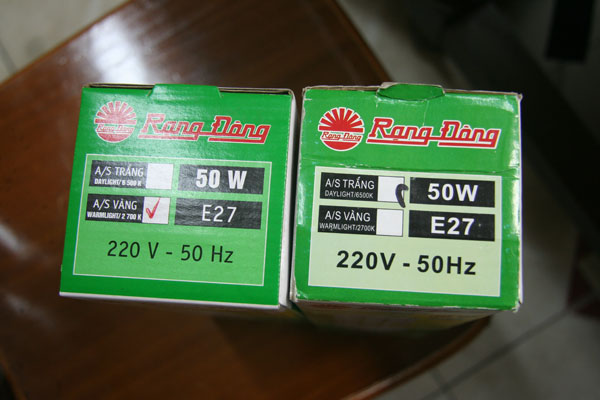 Rạng Đông
Rạng Đông
A/S TRẮNG
DAYLIGHT/6 500 K
50 W
A/S VÀNG
WARMLIGHT/2 700 K
E27
220 V - 50 Hz
Rạng Đông
Rạng Đông
A/S TRẮNG
DAYLIGHT/6500K
50W
A/S VÀNG
WARMLIGHT/2700K
E27
220V - 50Hz